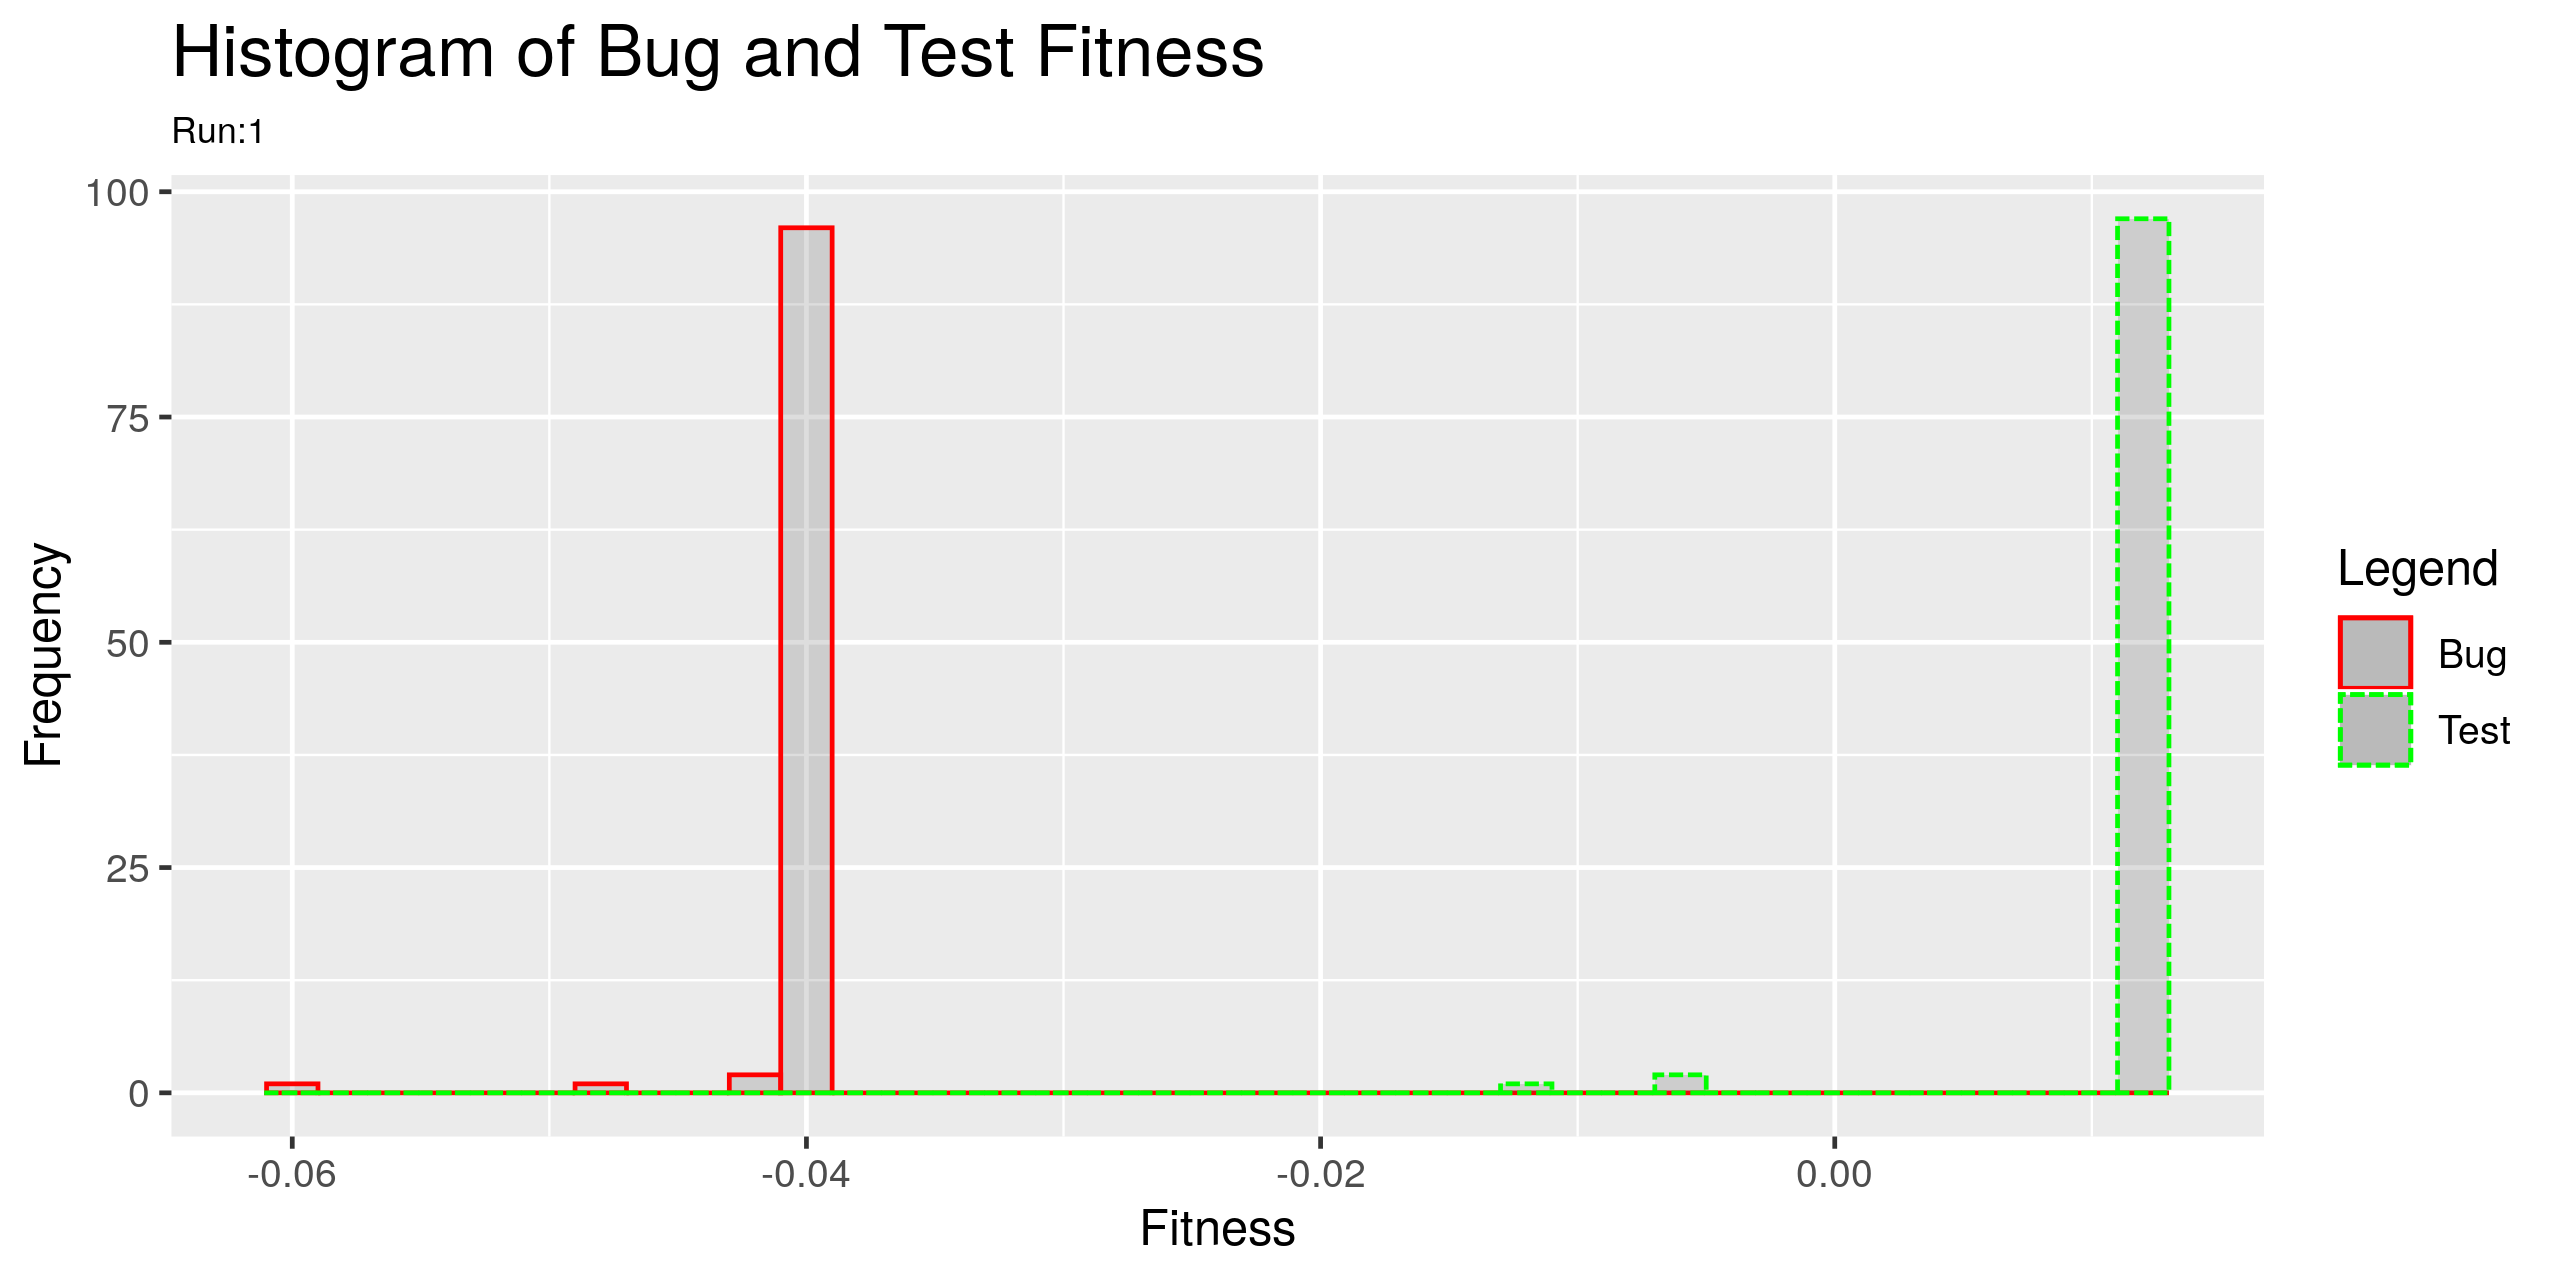 Histogram of Bug and Test Fitness
Run:1
100
75
50
25
0
Frequency
-0.06
-0.04
-0.02
0.00
Fitness
Legend
Bug
Test